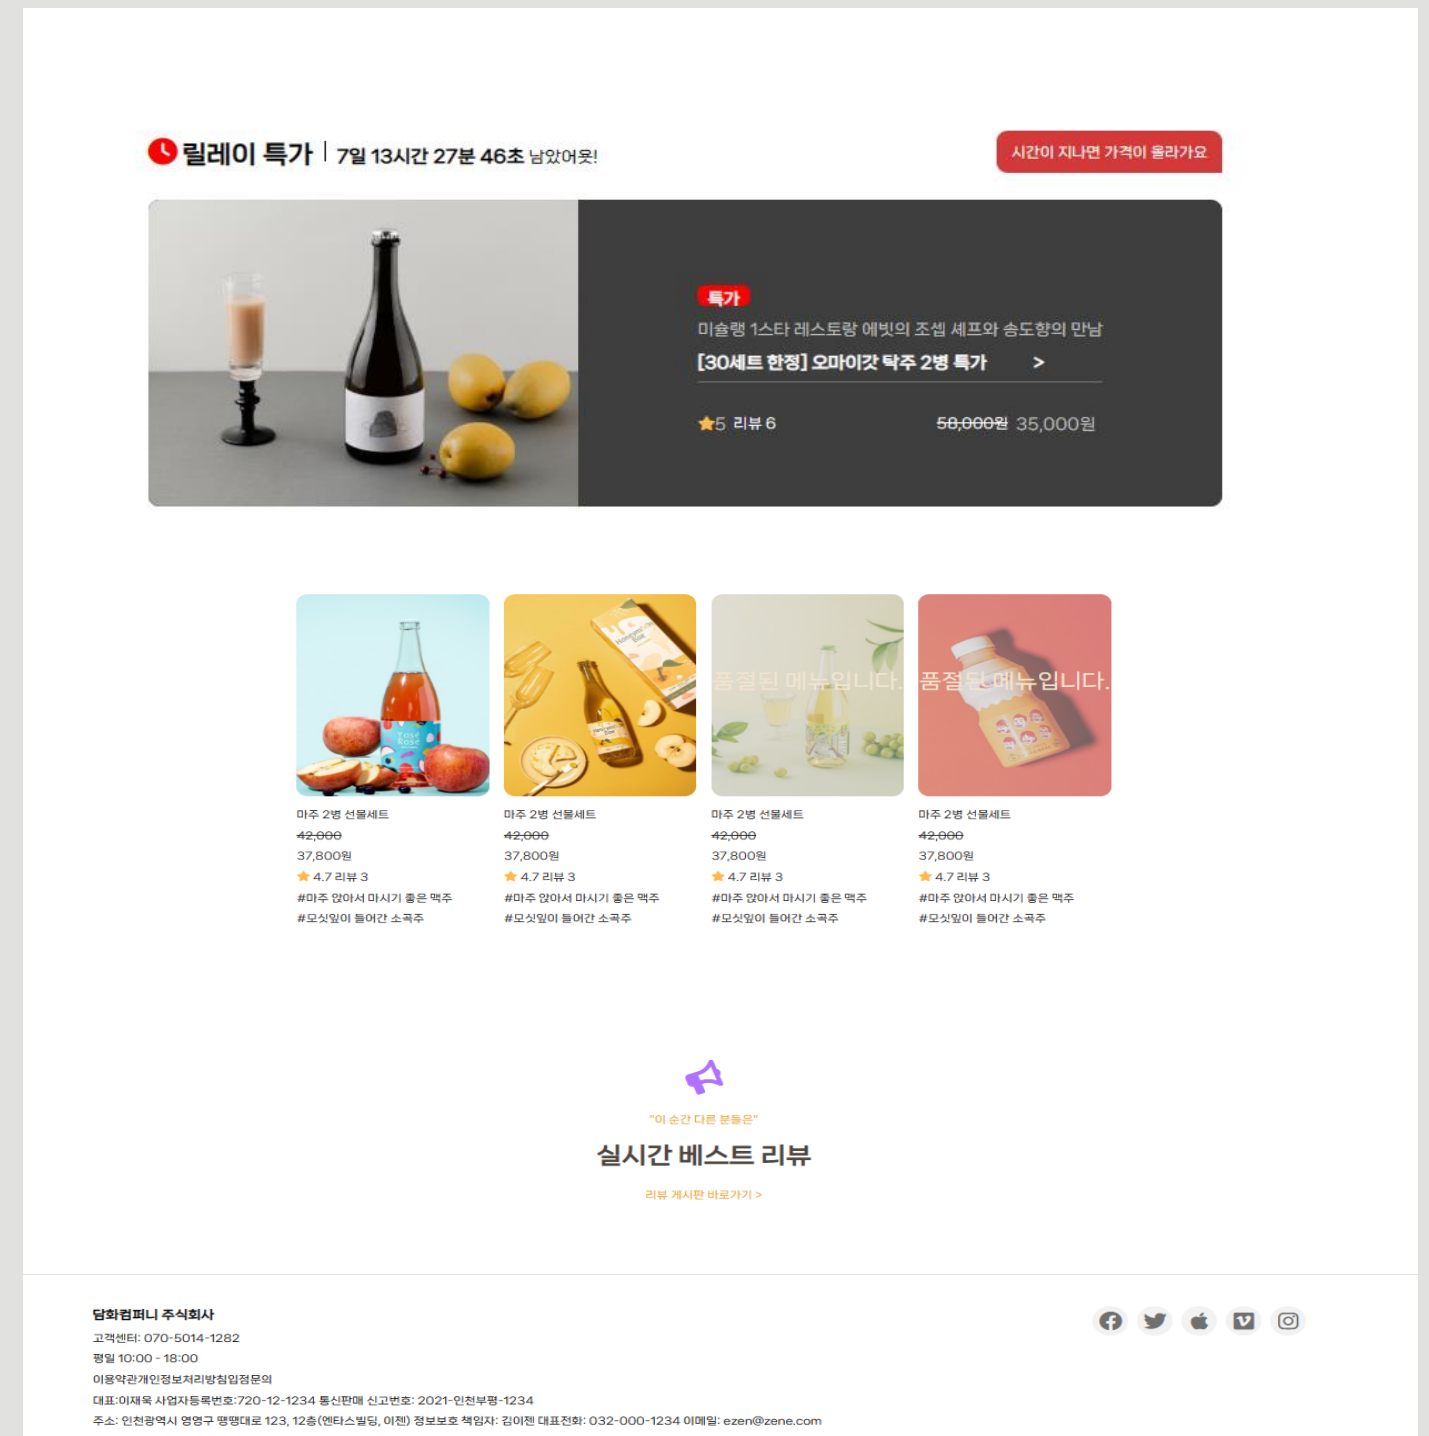 릴레이 특가 | 7일 13시간 27분 46초 남았어욧!
시간이 지나면 가격이 올라가요
특가
미슐랭 1스타 레스토랑 에빗의 조셉 셰프와 송도향의 만남
[30세트 한정] 오마이갓 탁주 2병 특가 >
5 리뷰 6 58,000원 35,000원
Yose
Rose
Honeymoon
Bae
품절된 메뉴입니다.
품절된 메뉴입니다.
마주 2병 선물세트
42,000
37,800원
4.7 리뷰 3
#마주 앉아서 마시기 좋은 맥주
#모싯잎이 들어간 소곡주
마주 2병 선물세트
42,000
37,800원
4.7 리뷰 3
#마주 앉아서 마시기 좋은 맥주
#모싯잎이 들어간 소곡주
마주 2병 선물세트
42,000
37,800원
4.7 리뷰 3
#마주 앉아서 마시기 좋은 맥주
#모싯잎이 들어간 소곡주
마주 2병 선물세트
42,000
37,800원
4.7 리뷰 3
#마주 앉아서 마시기 좋은 맥주
#모싯잎이 들어간 소곡주
"이 순간 다른 분들은"
실시간 베스트 리뷰
리뷰 게시판 바로가기 >
담화컴퍼니 주식회사
고객센터: 070-5014-1282
평일 10:00 - 18:00
이용약관개인정보처리방침입점문의
대표:이재욱 사업자등록번호:720-12-1234 통신판매 신고번호: 2021-인천부평-1234
주소: 인천광역시 영영구 땡땡대로 123, 12층(엔타스빌딩, 이젠) 정보보호 책임자: 김이젠 대표전화: 032-000-1234 이메일: ezen@zene.com